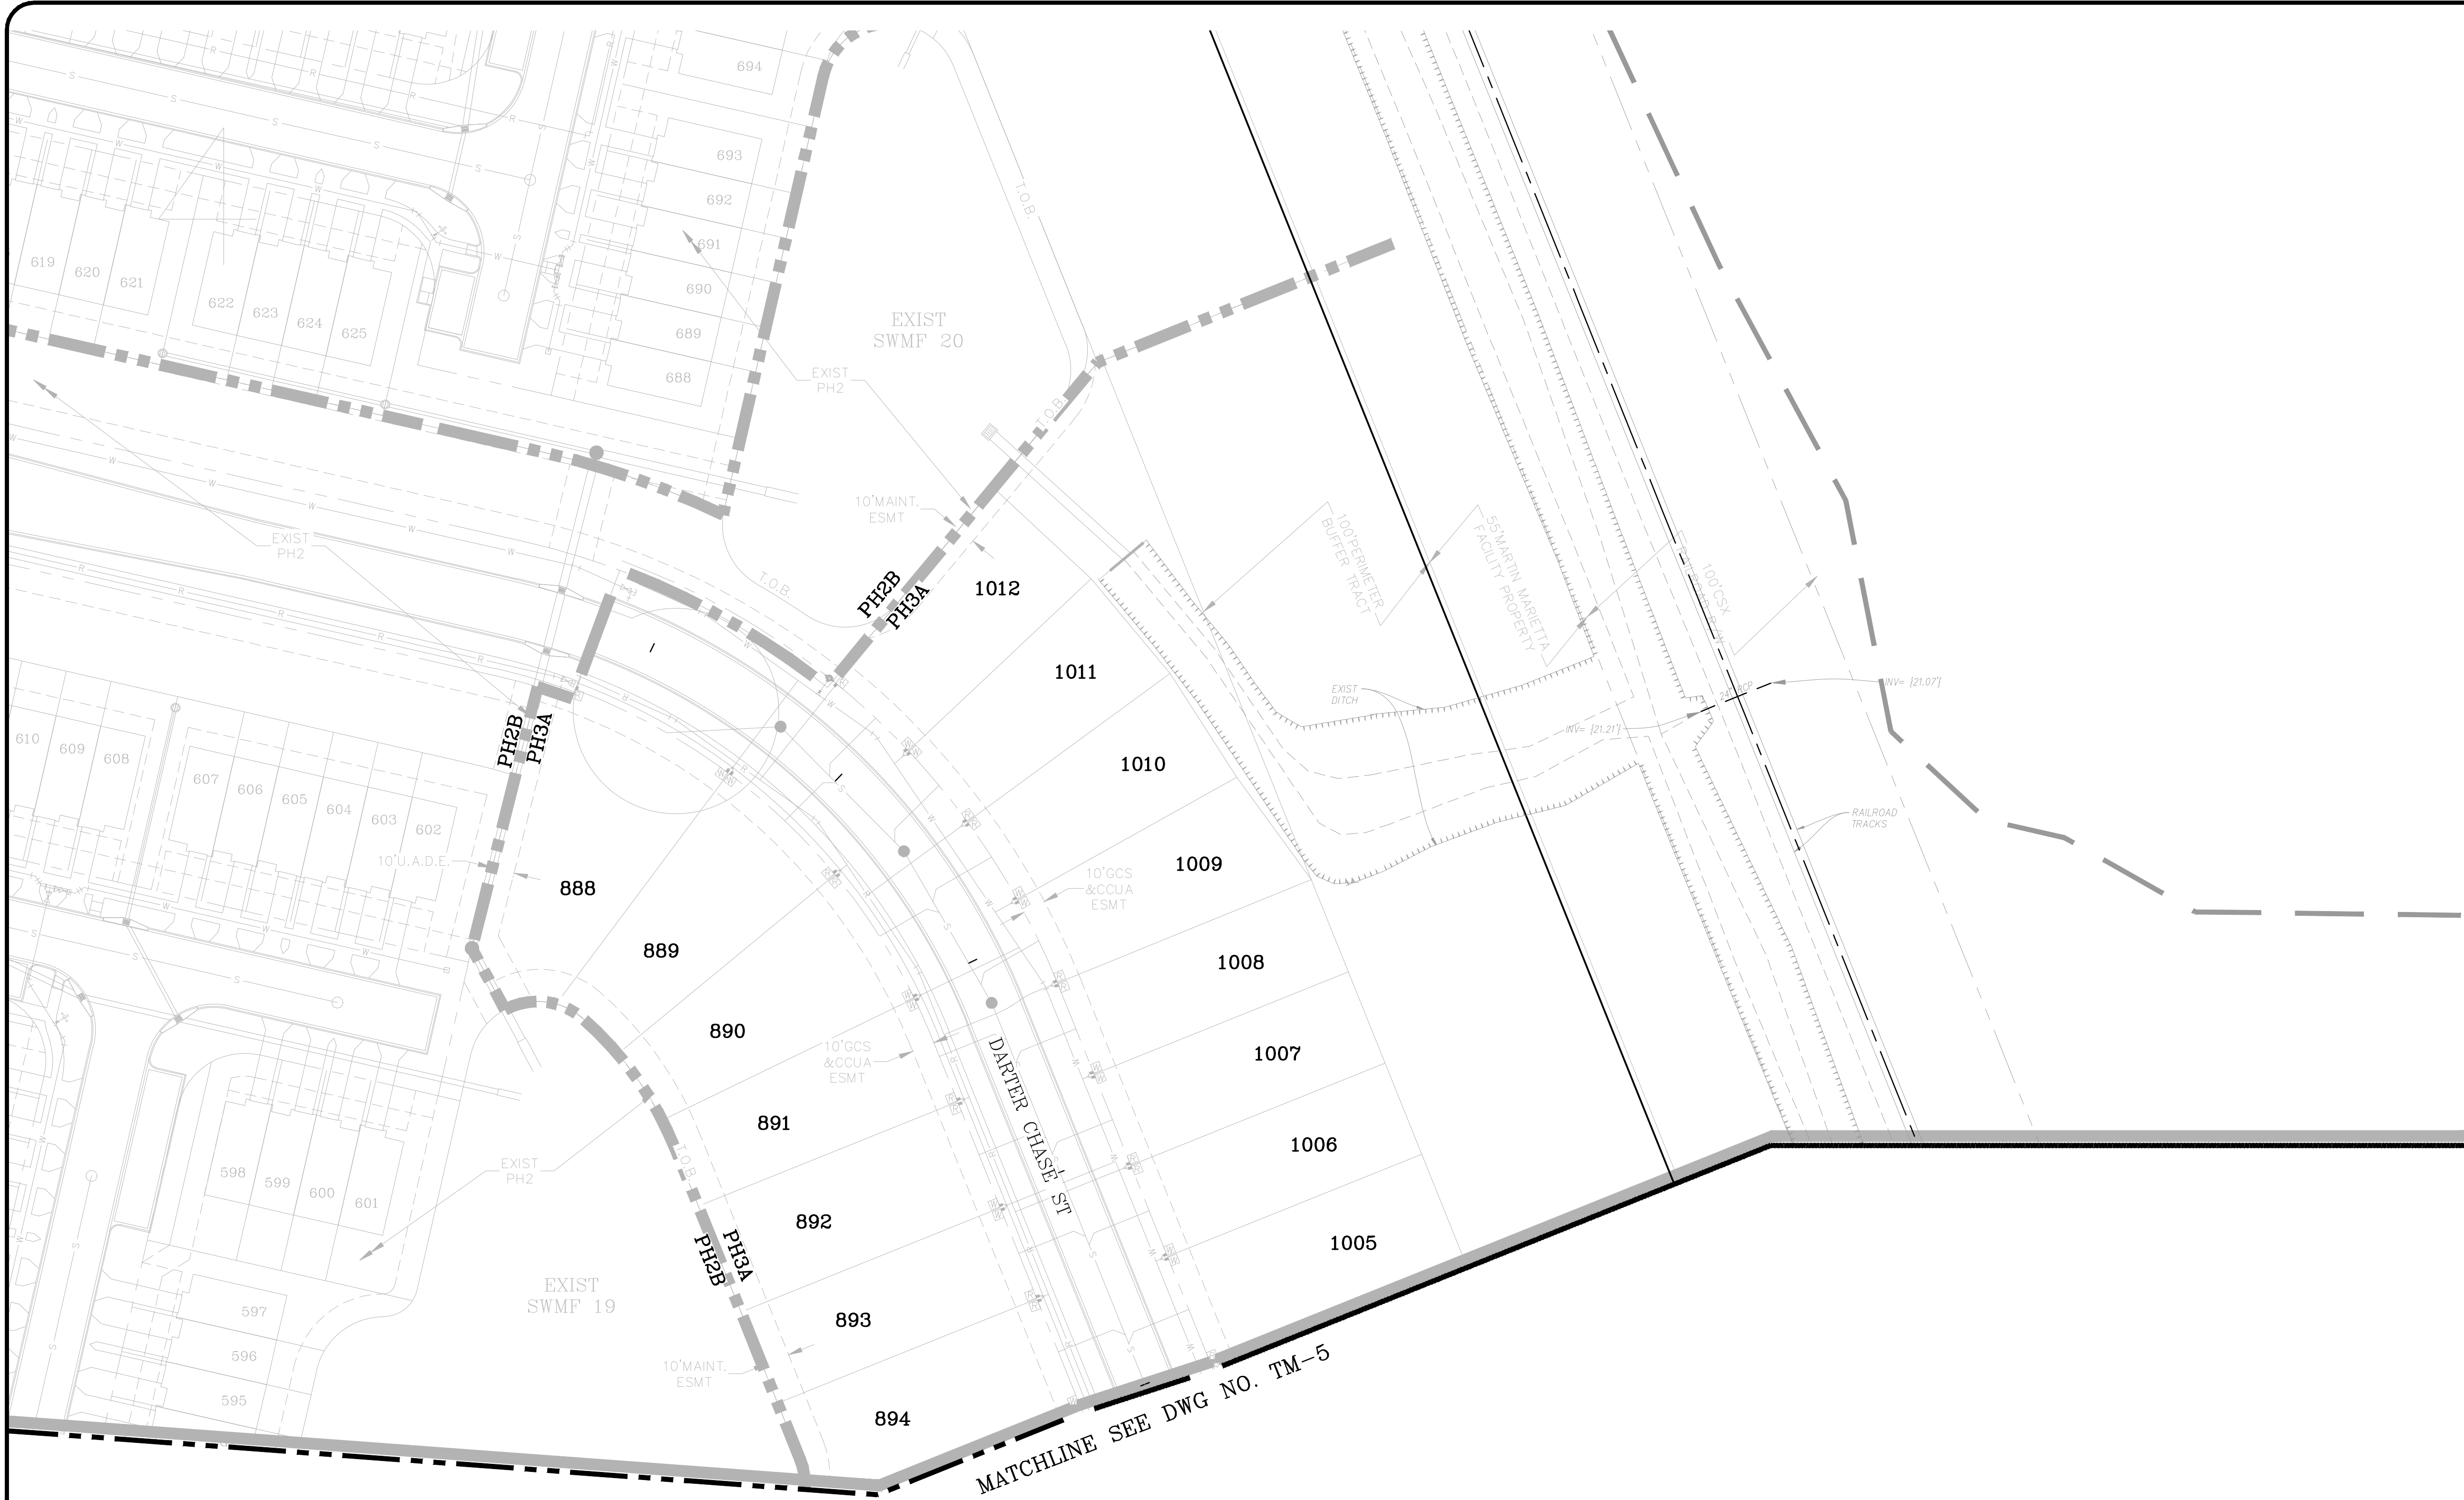 694
693
692
691
690
689
688
619
620
621
622
623
624
625
EXIST
SWMF 20
T.O.B.
T.O.B.
T.O.B.
EXIST
PH2
EXIST
PH2
10'MAINT.
ESMT
PH2B
PH3A
1012
1011
1010
1009
1008
1007
1006
1005
100'PERIMETER
BUFFER TRACT
55'MARTIN MARIETTA
FACILITY PROPERTY
100'CSX
RAILROAD R/W
EXIST
DITCH
24" RCP
INV= {21.07'}
INV= {21.21'}
RAILROAD
TRACKS
PH2B
PH3A
610
609
608
607
606
605
604
603
602
10'U.A.D.E.
888
889
890
891
892
893
894
10'GCS
&CCUA
ESMT
10'GCS
&CCUA
ESMT
DARTER CHASE ST
598
599
600
601
597
596
595
EXIST
PH2
T.O.B.
PH3A
PH2B
EXIST
SWMF 19
10'MAINT.
ESMT
MATCHLINE SEE DWG NO. TM-5